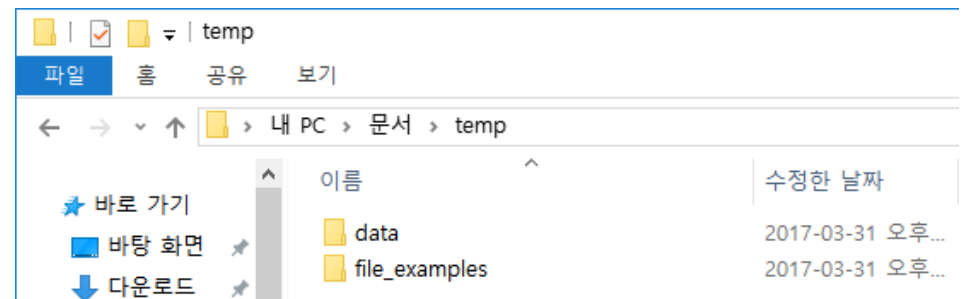 temp
파일 홈 공유 보기
내 PC > 문서 > temp
이름 수정한 날짜
바로 가기
바탕 화면
다운로드
data 2017-03-31 오후...
file_examples 2017-03-31 오후...